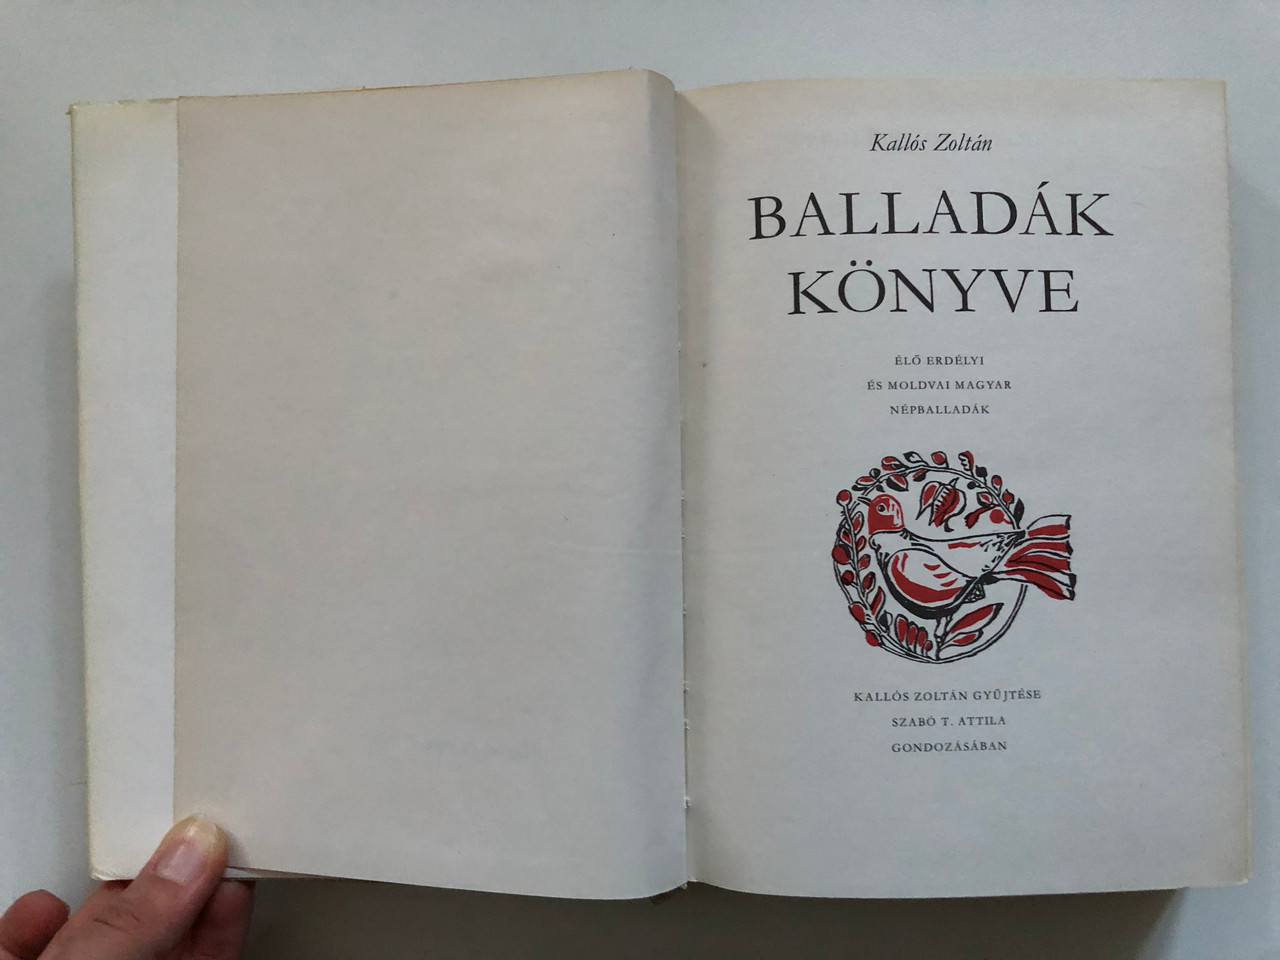 Kallós Zoltán
BALLADÁK
KÖNYVE
ÉLŐ ERDÉLYI
ÉS MOLDVAI MAGYAR
NÉPBALLADÁK
KALLÓS ZOLTÁN GYŰJTÉSE
SZABÓ T. ATTILA
GONDOZÁSÁBAN